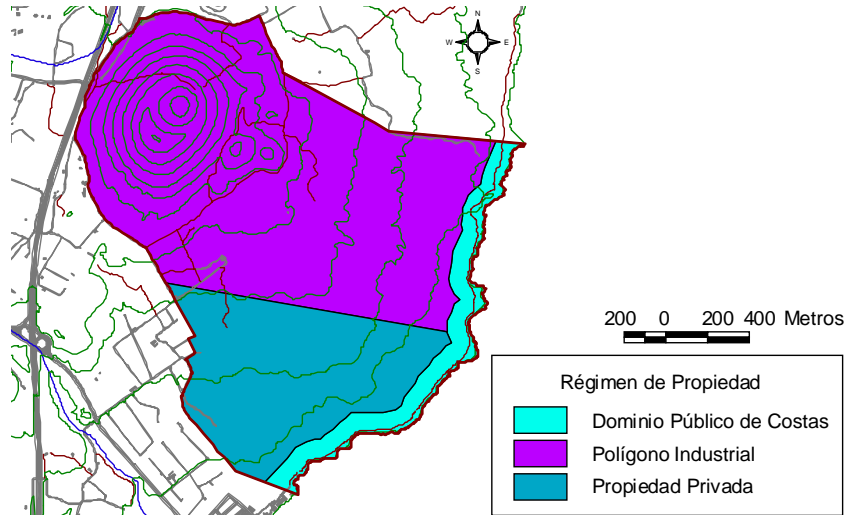 N
W E
S
200 0 200 400 Metros
Régimen de Propiedad
Dominio Público de Costas
Polígono Industrial
Propiedad Privada